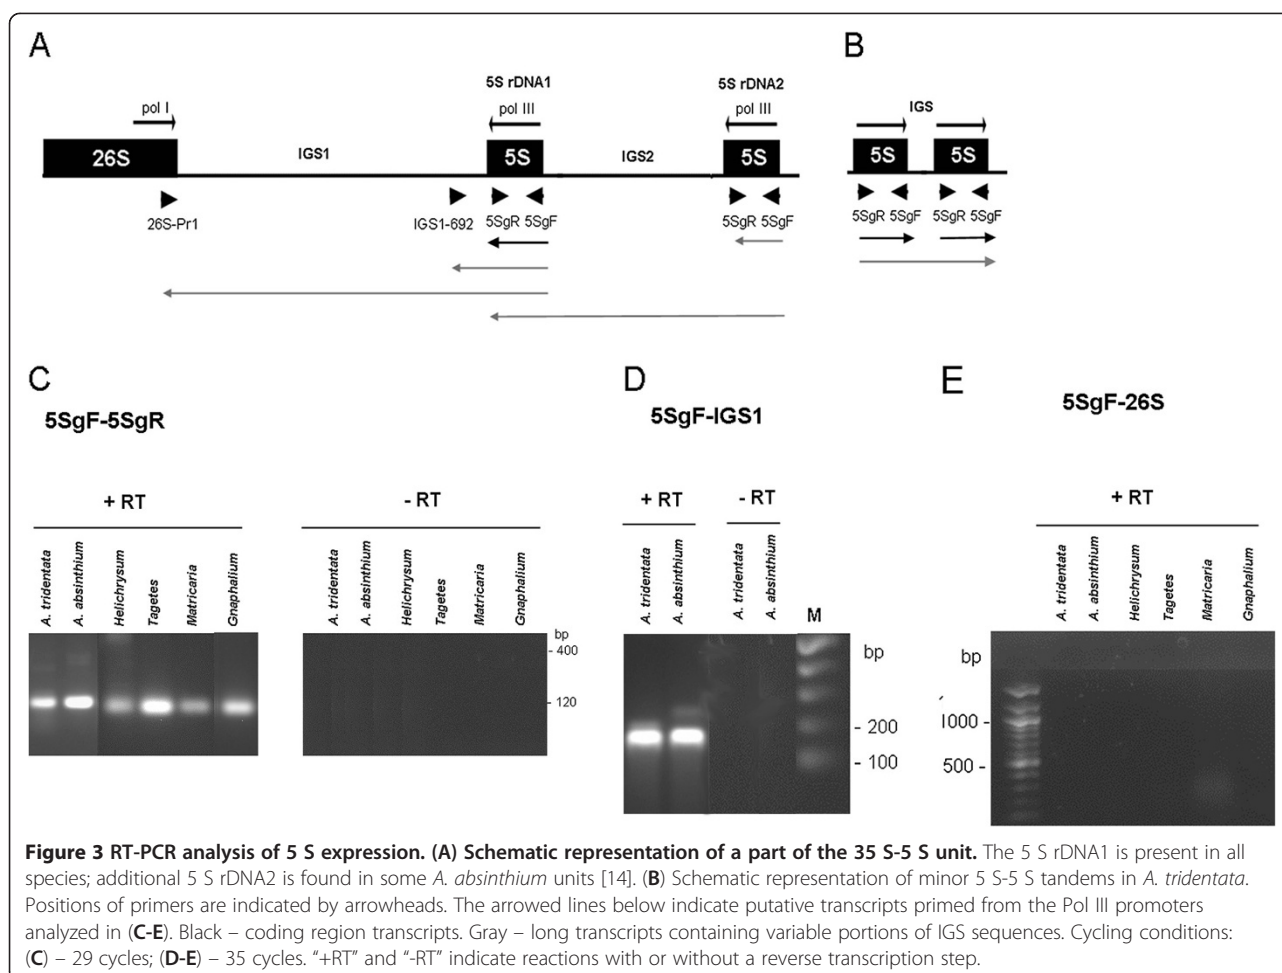 A
B
5S rDNA1
5S rDNA2
pol I
pol III
pol III
IGS
26S
IGS1
5S
IGS2
5S
5S
5S
26S-Pr1
IGS1-692
5SgR 5SgF
5SgR 5SgF
5SgR 5SgF
5SgR 5SgF
C
5SgF-5SgR
+ RT
- RT
A. tridentata
A. absinthium
Helichrysum
Tagetes
Matricaria
Gnaphalium
A. tridentata
A. absinthium
Helichrysum
Tagetes
Matricaria
Gnaphalium
bp
- 400
- 120
D
5SgF-IGS1
+ RT
- RT
A. tridentata
A. absinthium
A. tridentata
A. absinthium
M
bp
- 200
- 100
E
5SgF-26S
+ RT
A. tridentata
A. absinthium
Helichrysum
Tagetes
Matricaria
Gnaphalium
bp
1000 -
500 -
Figure 3 RT-PCR analysis of 5 S expression. (A) Schematic representation of a part of the 35 S-5 S unit. The 5 S rDNA1 is present in all
species; additional 5 S rDNA2 is found in some A. absinthium units [14]. (B) Schematic representation of minor 5 S-5 S tandems in A. tridentata.
Positions of primers are indicated by arrowheads. The arrowed lines below indicate putative transcripts primed from the Pol III promoters
analyzed in (C-E). Black – coding region transcripts. Gray – long transcripts containing variable portions of IGS sequences. Cycling conditions:
(C) – 29 cycles; (D-E) – 35 cycles. “+RT” and “-RT” indicate reactions with or without a reverse transcription step.